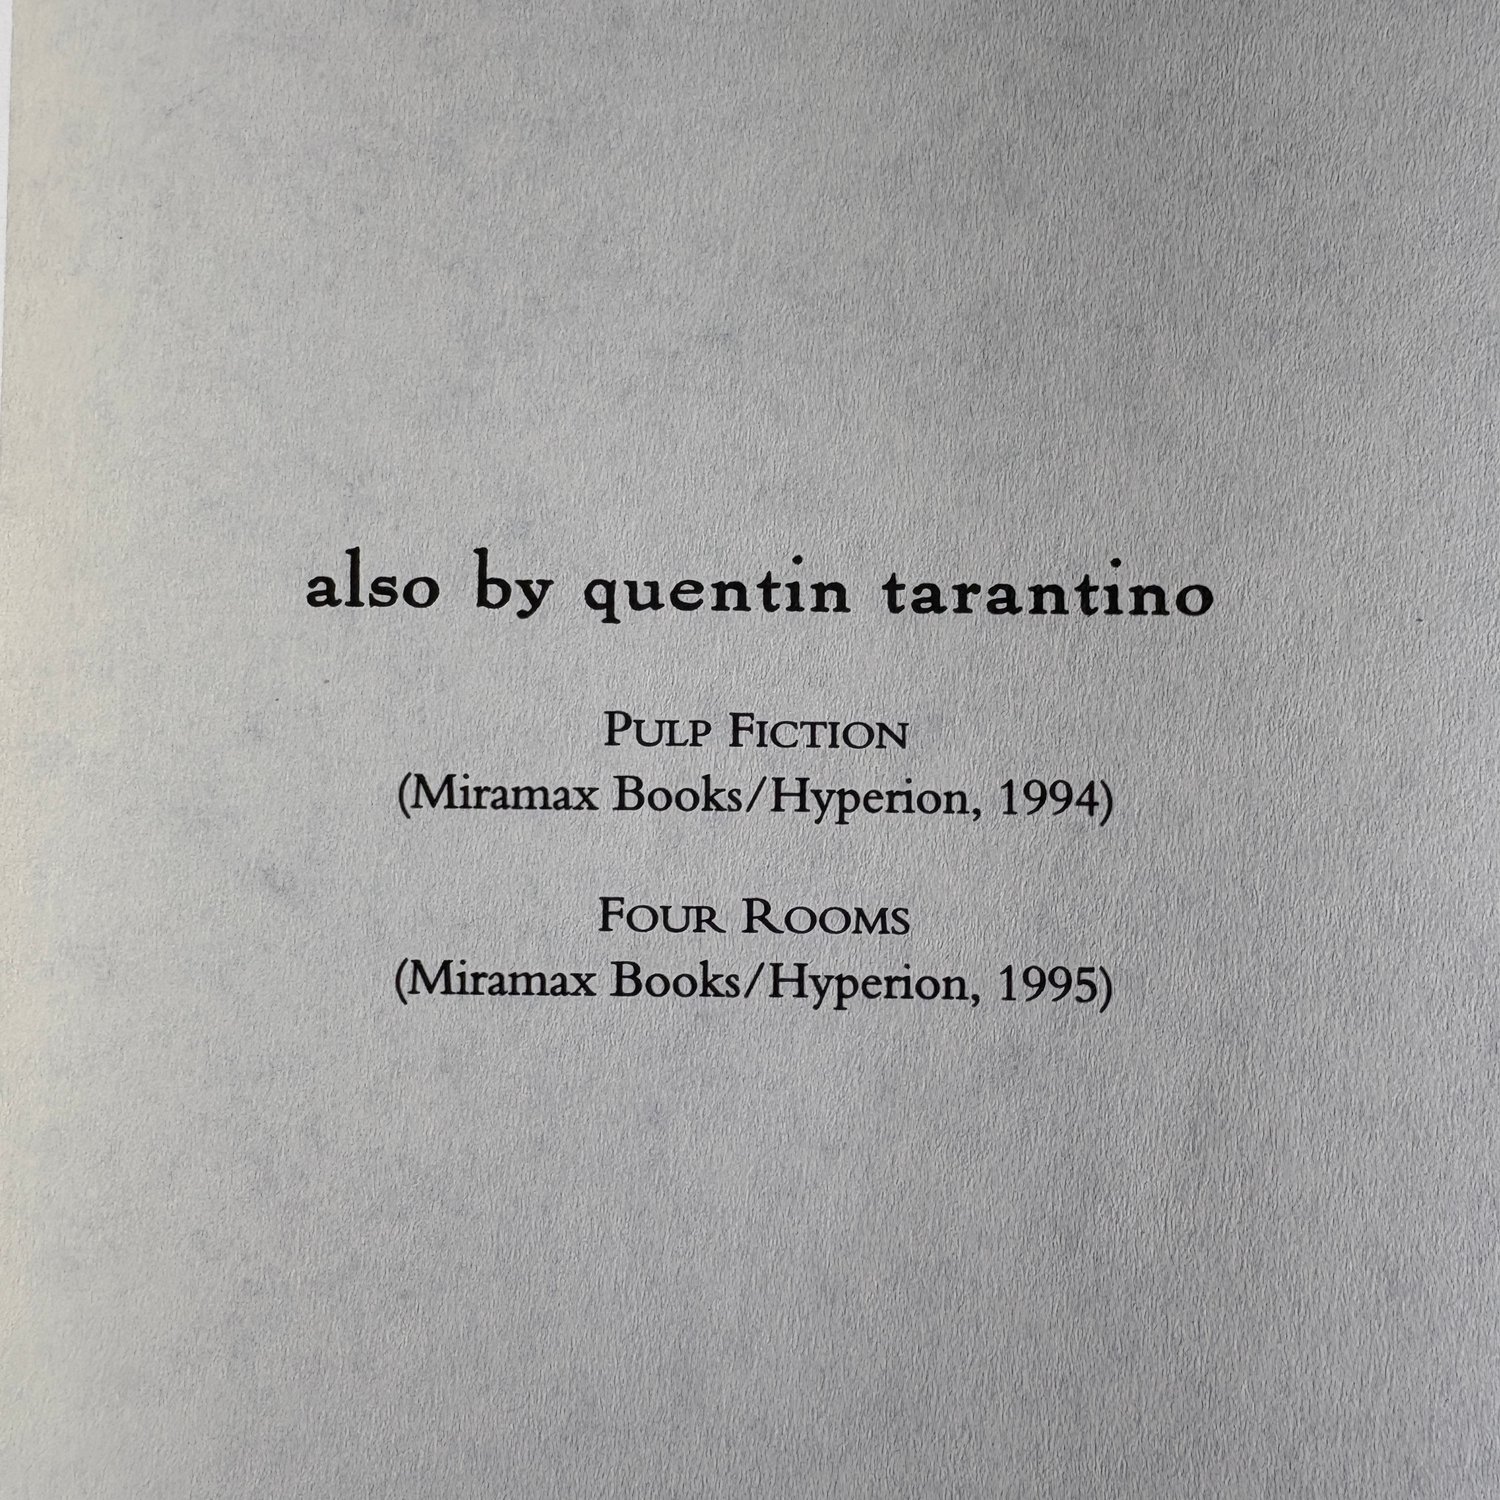 also by quentin tarantino
PULP FICTION
(Miramax Books/Hyperion, 1994)
FOUR ROOMS
(Miramax Books/Hyperion, 1995)